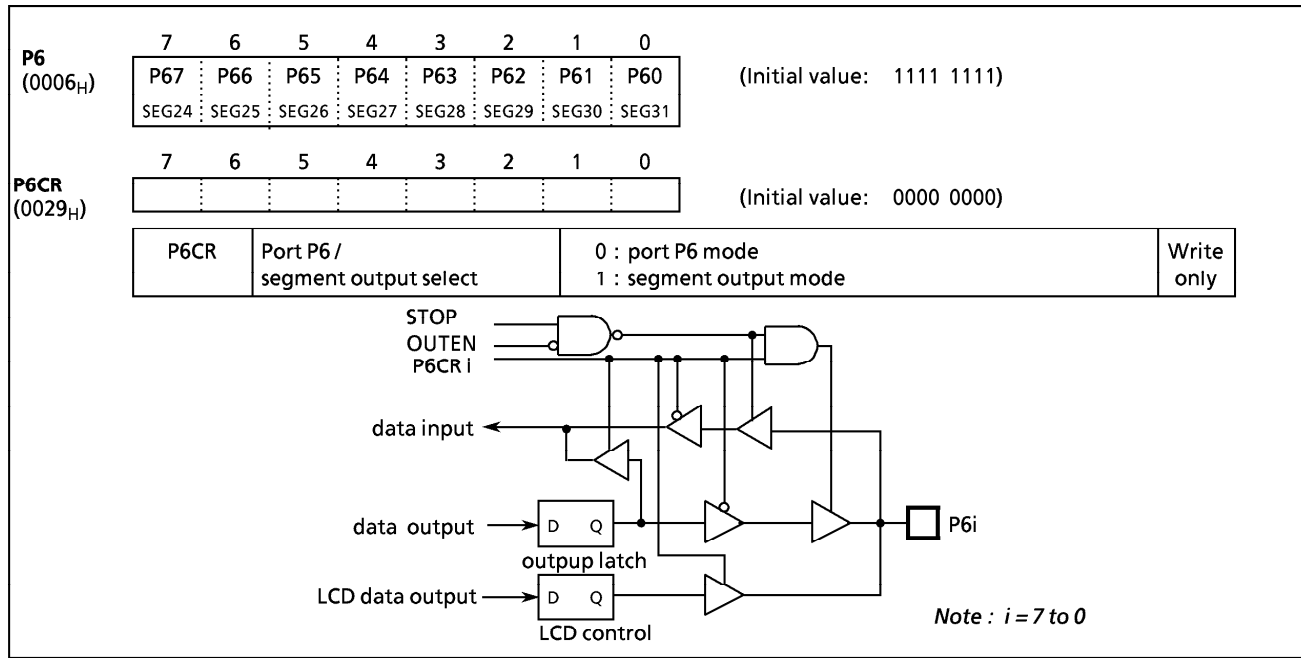 7 6 5 4 3 2 1 0
P6
(0006H)
P67 P66 P65 P64 P63 P62 P61 P60
(Initial value: 1111 1111)
SEG24 SEG25 SEG26 SEG27 SEG28 SEG29 SEG30 SEG31
7 6 5 4 3 2 1 0
P6CR
(0029H)
(Initial value: 0000 0000)
P6CR Port P6 / 0 : port P6 mode Write
segment output select 1 : segment output mode only
STOP
OUTEN
P6CR i
data input
data output D Q P6i
outpup latch
LCD data output D Q
LCD control
Note : i = 7 to 0